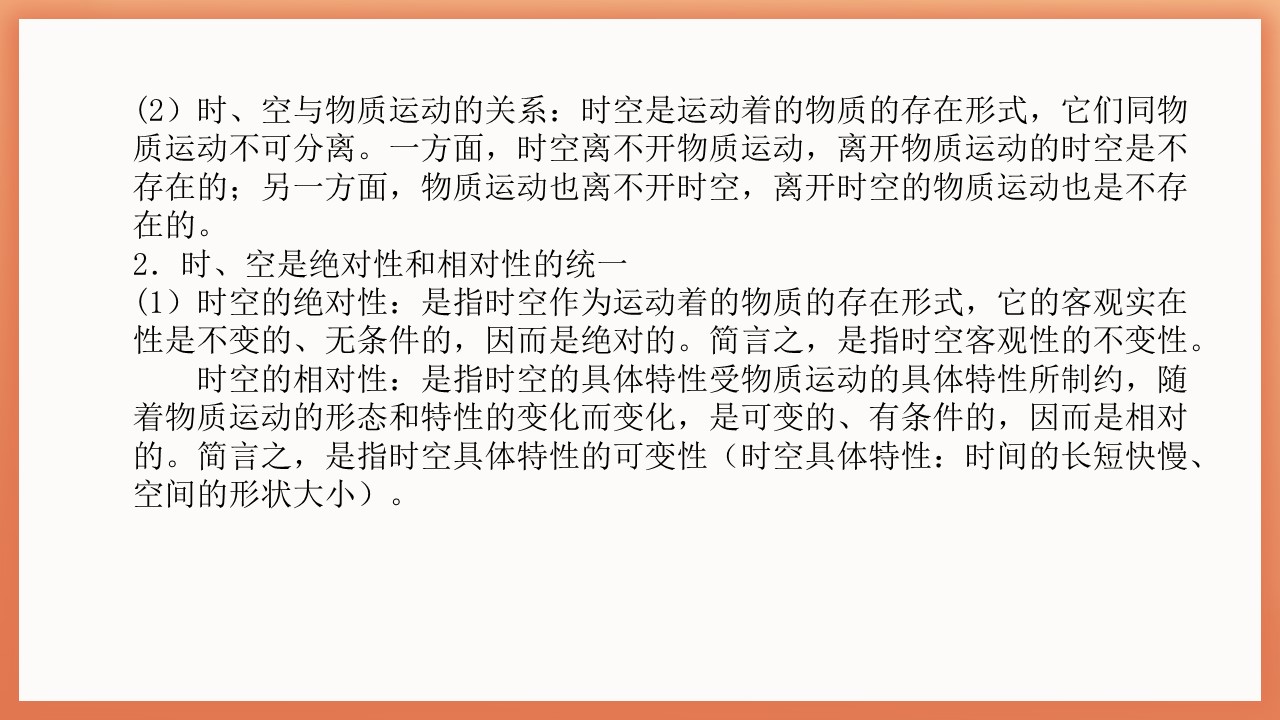 (2）时、空与物质运动的关系：时空是运动着的物质的存在形式，它们同物
质运动不可分离。一方面，时空离不开物质运动，离开物质运动的时空是不
存在的；另一方面，物质运动也离不开时空，离开时空的物质运动也是不存
在的。
2．时、空是绝对性和相对性的统一
(1）时空的绝对性：是指时空作为运动着的物质的存在形式，它的客观实在
性是不变的、无条件的，因而是绝对的。简言之，是指时空客观性的不变性。
时空的相对性：是指时空的具体特性受物质运动的具体特性所制约，随
着物质运动的形态和特性的变化而变化，是可变的、有条件的，因而是相对
的。简言之，是指时空具体特性的可变性（时空具体特性：时间的长短快慢、
空间的形状大小）。